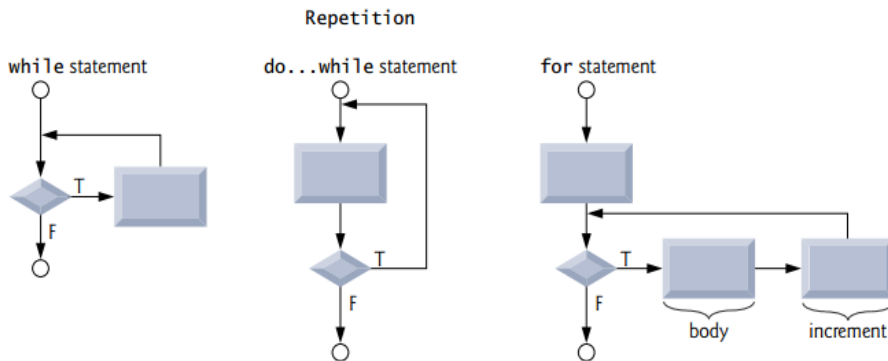 Repetition
while statement
do...while statement
for statement
T
F
T
F
T
F
body
increment